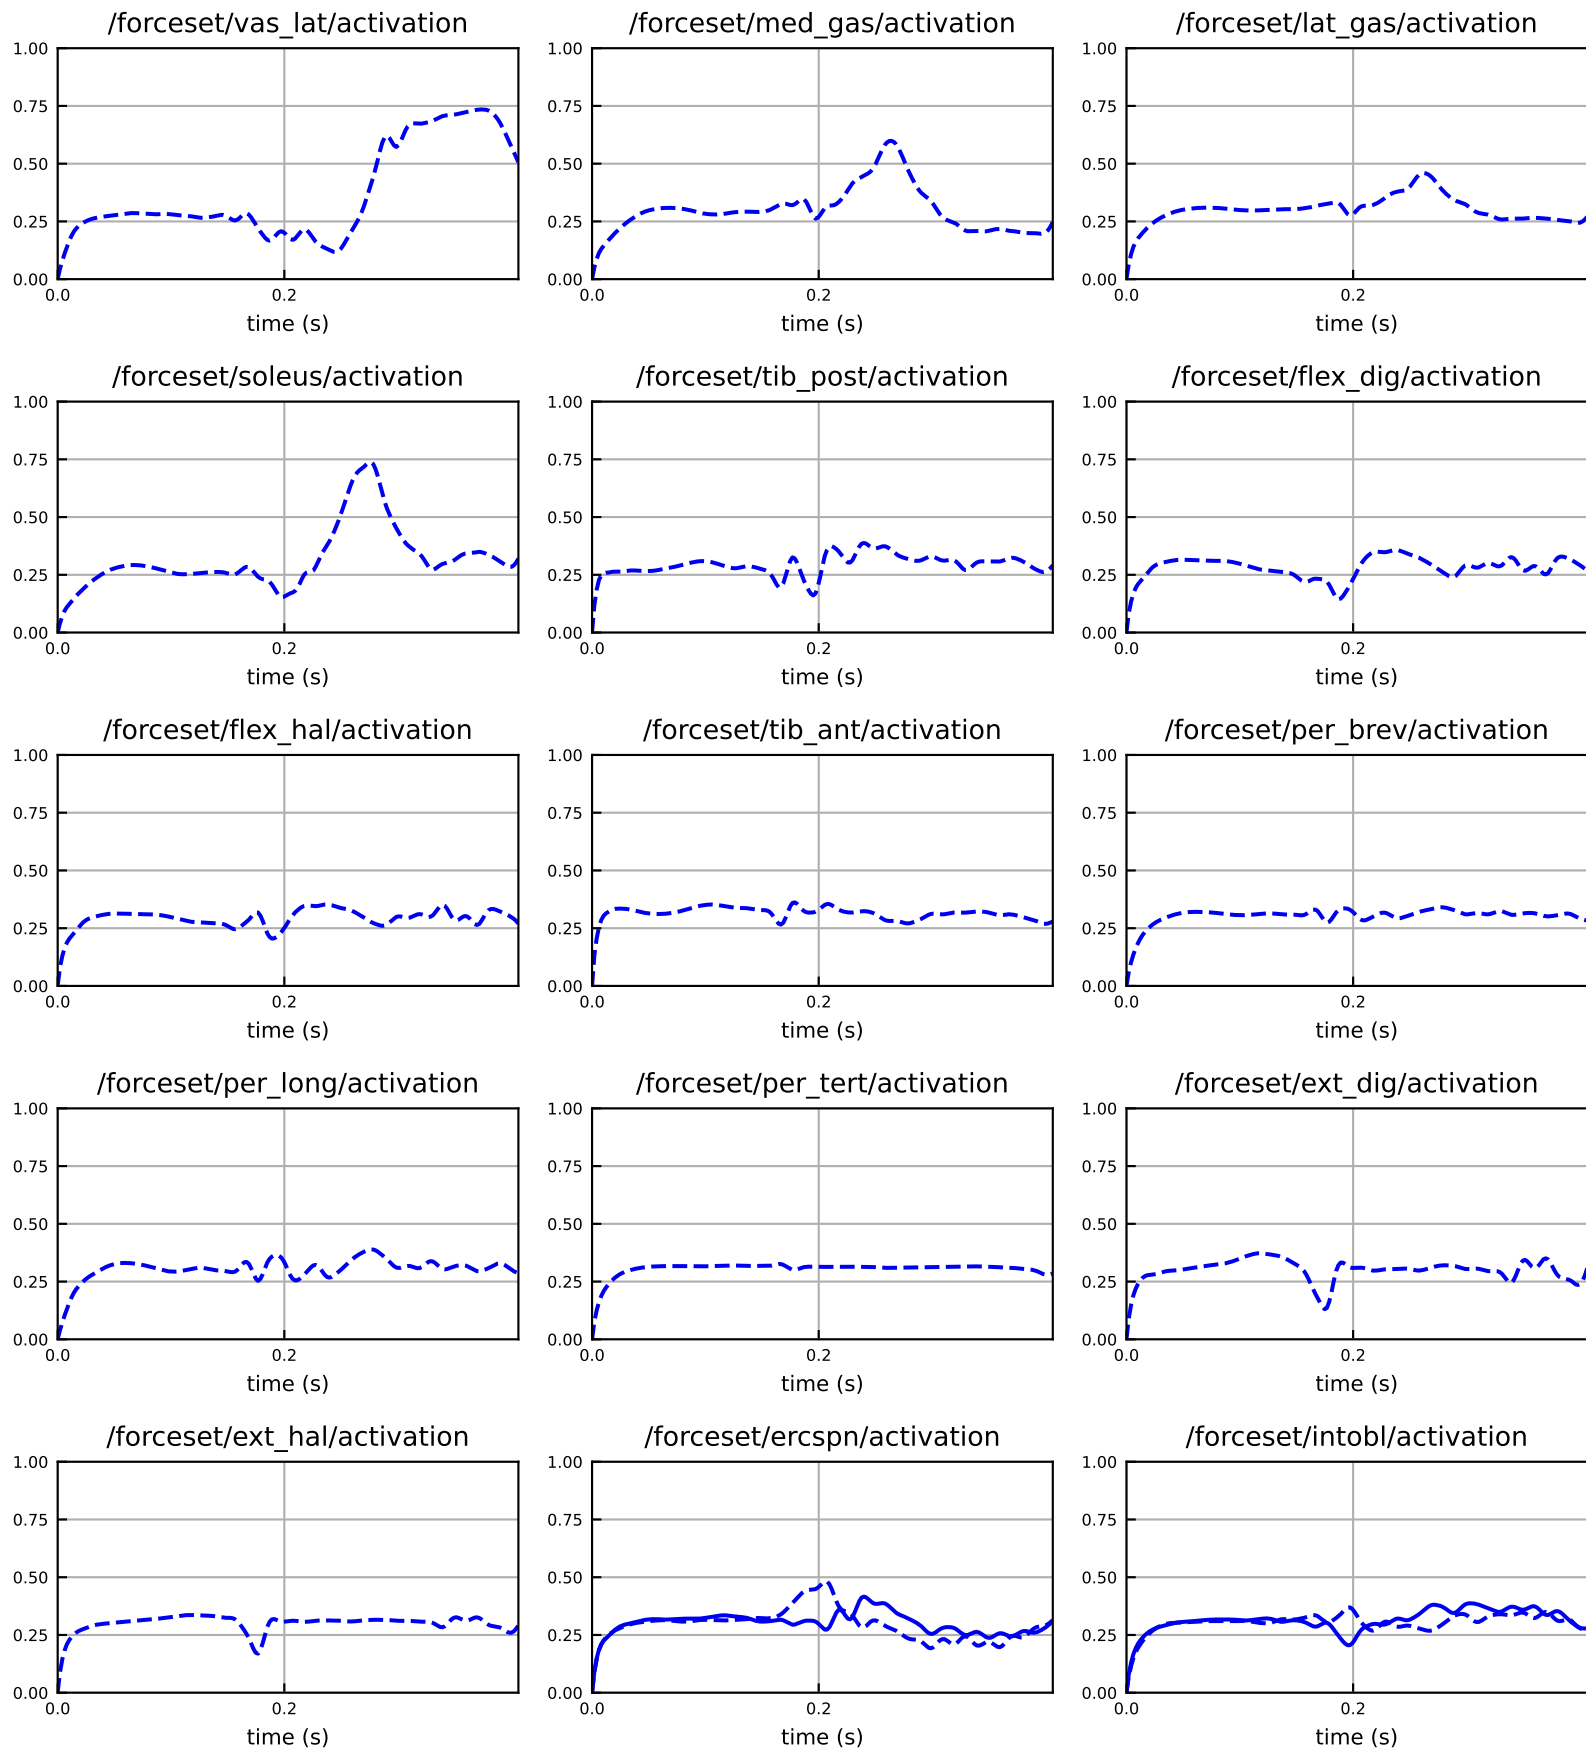 /forceset/vas_lat/activation /forceset/med_gas/activation /forceset/lat_gas/activation
1.00 1.00 1.00
0.75 0.75 0.75
0.50 0.50 0.50
0.25 0.25 0.25
0.00 0.00 0.00
0.0 0.2 0.0 0.2 0.0 0.2
time (s) time (s) time (s)
/forceset/soleus/activation /forceset/tib_post/activation /forceset/flex_dig/activation
1.00 1.00 1.00
0.75 0.75 0.75
0.50 0.50 0.50
0.25 0.25 0.25
0.00 0.00 0.00
0.0 0.2 0.0 0.2 0.0 0.2
time (s) time (s) time (s)
/forceset/flex_hal/activation /forceset/tib_ant/activation /forceset/per_brev/activation
1.00 1.00 1.00
0.75 0.75 0.75
0.50 0.50 0.50
0.25 0.25 0.25
0.00 0.00 0.00
0.0 0.2 0.0 0.2 0.0 0.2
time (s) time (s) time (s)
/forceset/per_long/activation /forceset/per_tert/activation /forceset/ext_dig/activation
1.00 1.00 1.00
0.75 0.75 0.75
0.50 0.50 0.50
0.25 0.25 0.25
0.00 0.00 0.00
0.0 0.2 0.0 0.2 0.0 0.2
time (s) time (s) time (s)
/forceset/ext_hal/activation /forceset/ercspn/activation /forceset/intobl/activation
1.00 1.00 1.00
0.75 0.75 0.75
0.50 0.50 0.50
0.25 0.25 0.25
0.00 0.00 0.00
0.0 0.2 0.0 0.2 0.0 0.2
time (s) time (s) time (s)